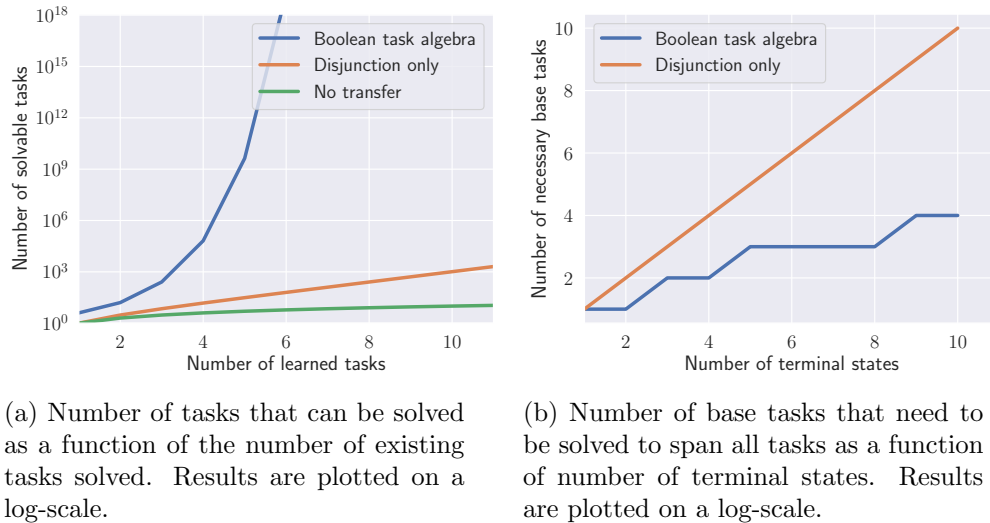 10^18
10^15
10^12
10^9
10^6
10^3
10^0
Number of solvable tasks
Boolean task algebra
Disjunction only
No transfer
2 4 6 8 10
Number of learned tasks
10
8
6
4
2
Number of necessary base tasks
Boolean task algebra
Disjunction only
2 4 6 8 10
Number of terminal states
(a) Number of tasks that can be solved
as a function of the number of existing
tasks solved. Results are plotted on a
log-scale.
(b) Number of base tasks that need to
be solved to span all tasks as a function
of number of terminal states. Results
are plotted on a log-scale.